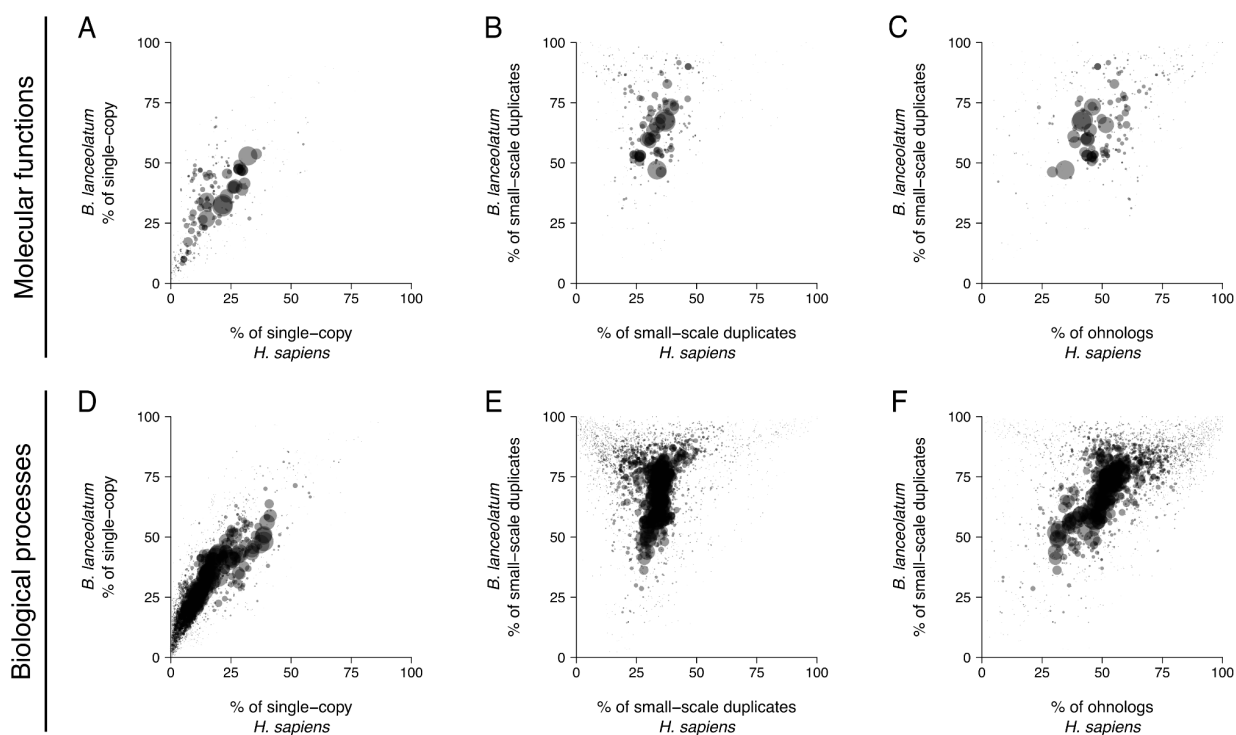 Molecular functions
A
100
75
50
25
0
0 25 50 75 100
B. lanceolatum
% of single−copy
% of single−copy
H. sapiens
B
100
75
50
25
0
0 25 50 75 100
B. lanceolatum
% of small−scale duplicates
% of small−scale duplicates
H. sapiens
C
100
75
50
25
0
0 25 50 75 100
B. lanceolatum
% of small−scale duplicates
% of ohnologs
H. sapiens
Biological processes
D
100
75
50
25
0
0 25 50 75 100
B. lanceolatum
% of single−copy
% of single−copy
H. sapiens
E
100
75
50
25
0
0 25 50 75 100
B. lanceolatum
% of small−scale duplicates
% of small−scale duplicates
H. sapiens
F
100
75
50
25
0
0 25 50 75 100
B. lanceolatum
% of small−scale duplicates
% of ohnologs
H. sapiens